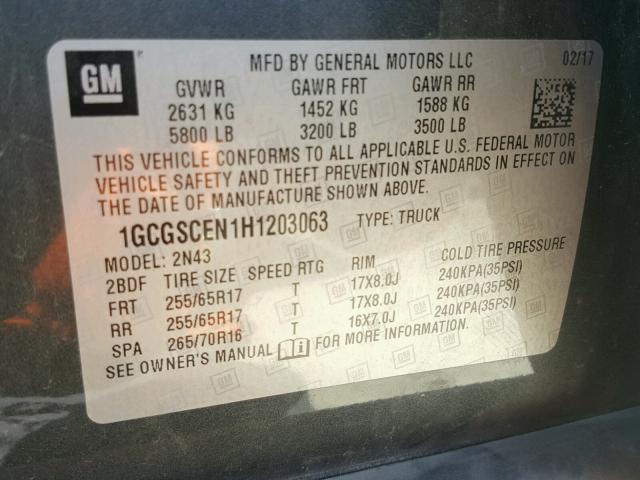 GM
MFD BY GENERAL MOTORS LLC 02/17
GVWR GAWR FRT GAWR RR
2631 KG 1452 KG 1588 KG
5800 LB 3200 LB 3500 LB
THIS VEHICLE CONFORMS TO ALL APPLICABLE U.S. FEDERAL MOTOR
VEHICLE SAFETY AND THEFT PREVENTION STANDARDS IN EFFECT ON
THE DATE OF MANUFACTURE SHOWN ABOVE.
1GCGSCEN1H1203063 TYPE: TRUCK
MODEL: 2N43
2BDF TIRE SIZE SPEED RTG RIM COLD TIRE PRESSURE
FRT 255/65R17 T 17X8.0J 240KPA(35PSI)
RR 255/65R17 T 17X8.0J 240KPA(35PSI)
SPA 265/70R16 T 16X7.0J 240KPA(35PSI)
SEE OWNER'S MANUAL FOR MORE INFORMATION.